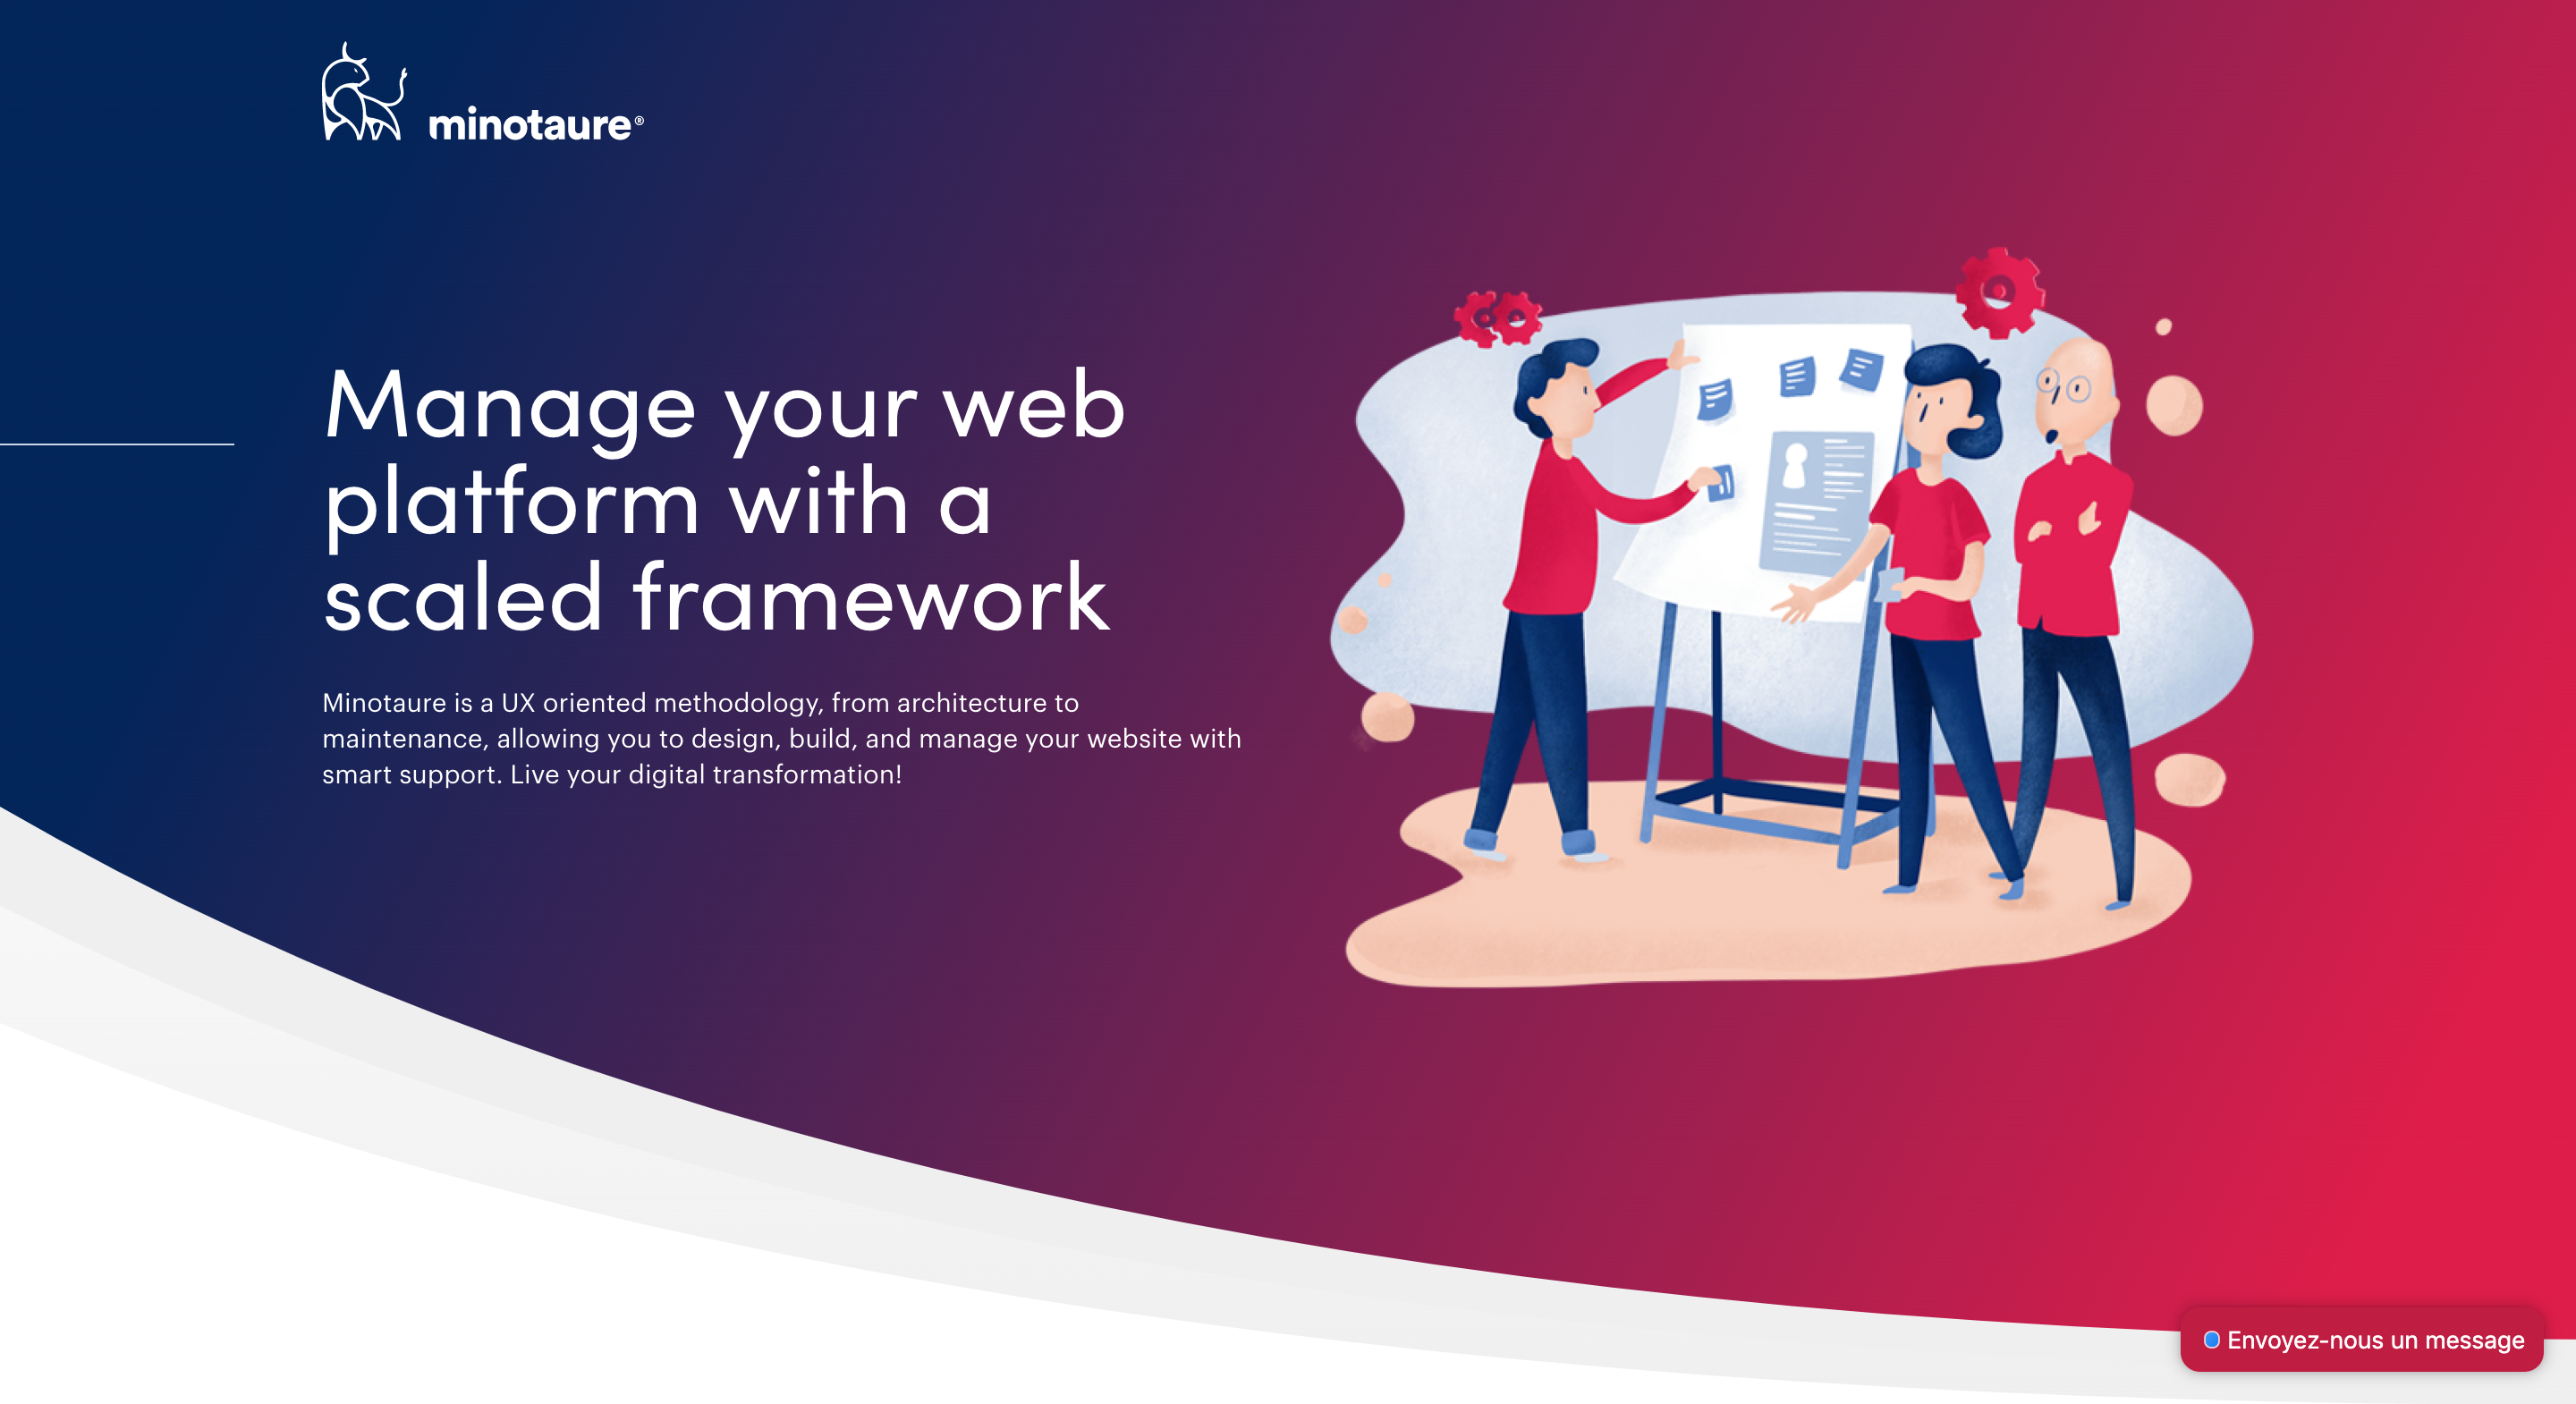 minotaure®
Manage your web
platform with a
scaled framework
Minotaure is a UX oriented methodology, from architecture to
maintenance, allowing you to design, build, and manage your website with
smart support. Live your digital transformation!
Envoyez-nous un message